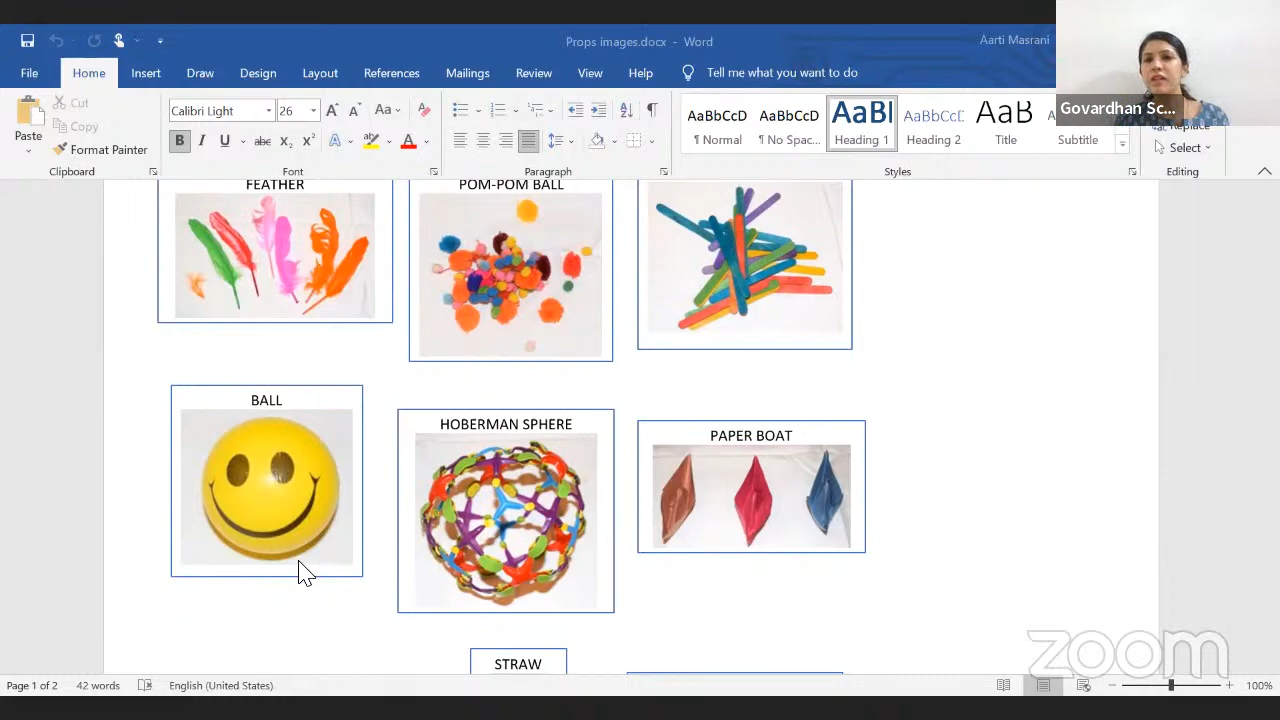 Props images.docx - Word
Aarti Masrani
File Home Insert Draw Design Layout References Mailings Review View Help Tell me what you want to do
Paste
Cut
Copy
Format Painter
Clipboard
Calibri Light 26
Font
Paragraph
AaBbCcD AaBbCcD AaBl AaBbCcD AaB
¶ Normal ¶ No Spac... Heading 1 Heading 2 Title Subtitle
Styles
Govardhan Sc...
Replace
Select
Editing
FEATHER
POM-POM BALL
BALL
HOBERMAN SPHERE
PAPER BOAT
STRAW
zoom
Page 1 of 2 42 words English (United States) 100%